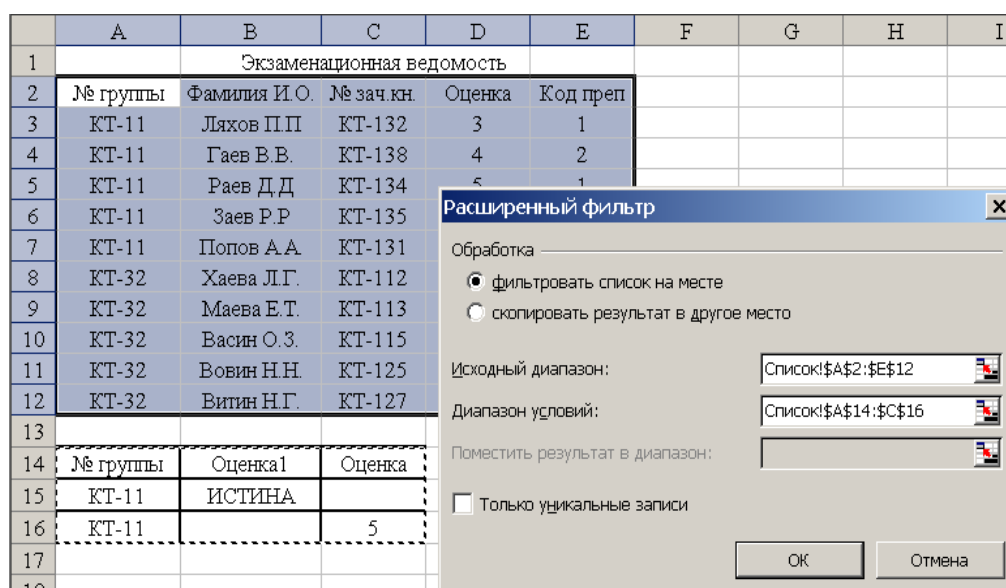 A B C D E F G H I
1 Экзаменационная ведомость
2 № группы Фамилия И.О. № зач.кн. Оценка Код преп
3 КТ-11 Ляхов П.П КТ-132 3 1
4 КТ-11 Гаев В.В. КТ-138 4 2
5 КТ-11 Раев Д.Д КТ-134 5 1
6 КТ-11 Заев Р.Р КТ-135
7 КТ-11 Попов А.А. КТ-131
8 КТ-32 Хаева Л.Г. КТ-112
9 КТ-32 Маева Е.Т. КТ-113
10 КТ-32 Васин О.З. КТ-115
11 КТ-32 Вовин Н.Н. КТ-125
12 КТ-32 Витин Н.Г. КТ-127
13
14 № группы Оценка1 Оценка
15 КТ-11 ИСТИНА
16 КТ-11 5
17
Расширенный фильтр
Обработка
фильтровать список на месте
скопировать результат в другое место
Исходный диапазон: Список!$A$2:$E$12
Диапазон условий: Список!$A$14:$C$16
Поместить результат в диапазон:
Только уникальные записи
ОК Отмена